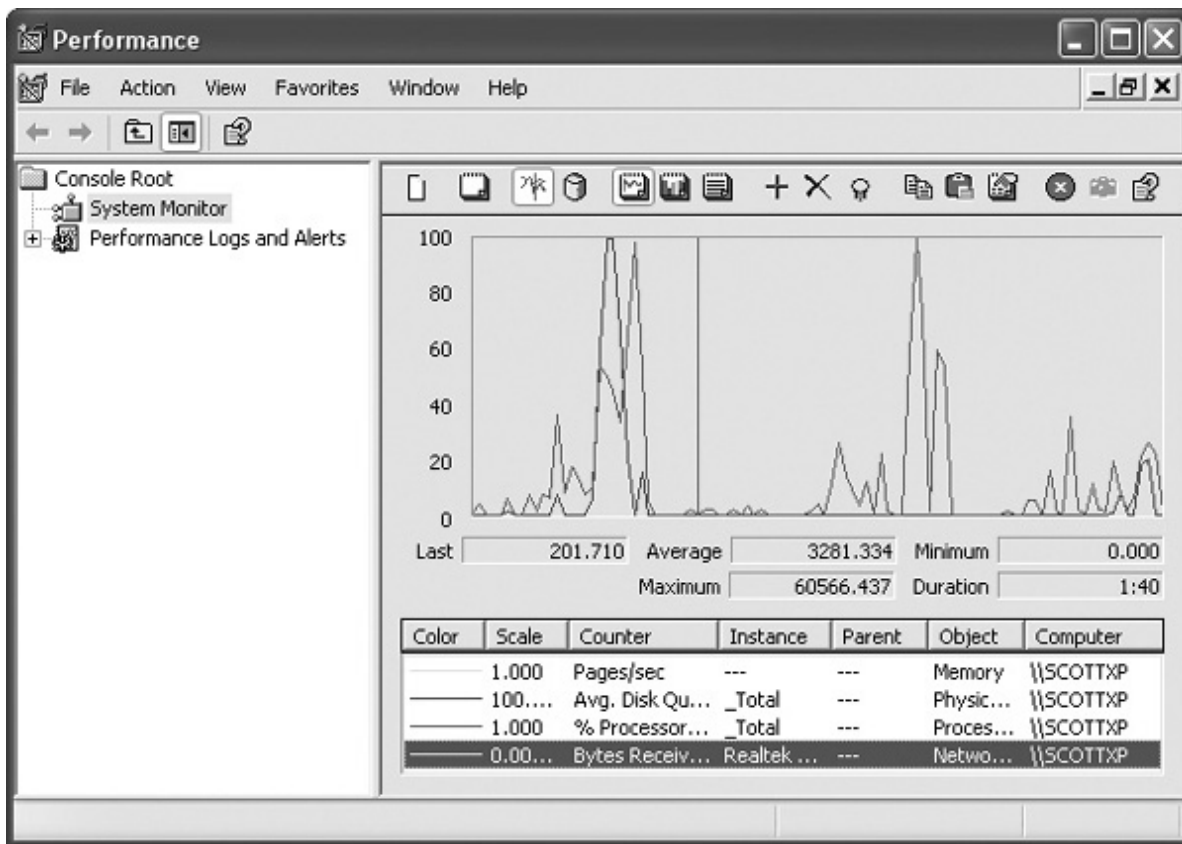 Performance
File Action View Favorites Window Help
Console Root
System Monitor
Performance Logs and Alerts
100
80
60
40
20
0
Last 201.710 Average 3281.334 Minimum 0.000
Maximum 60566.437 Duration 1:40
Color Scale Counter Instance Parent Object Computer
1.000 Pages/sec --- --- Memory \\SCOTTXP
100.... Avg. Disk Qu... _Total --- Physic... \\SCOTTXP
1.000 % Processor... _Total --- Proces... \\SCOTTXP
0.00... Bytes Receiv... Realtek ... --- Netwo... \\SCOTTXP